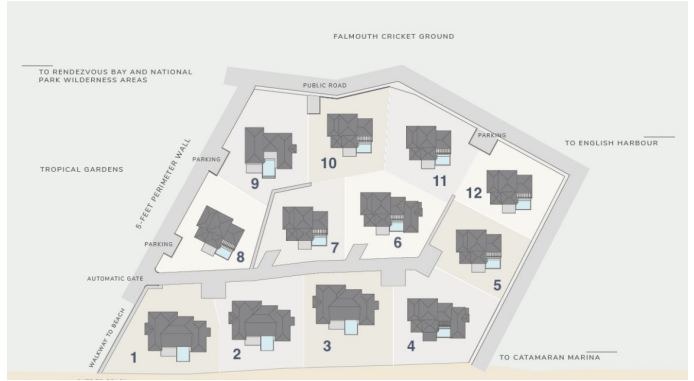 FALMOUTH CRICKET GROUND
TO RENDEZVOUS BAY AND NATIONAL
PARK WILDERNESS AREAS
PUBLIC ROAD
PARKING
TO ENGLISH HARBOUR
10
11
PARKING
TROPICAL GARDENS
5-FEET PERIMETER WALL
9
12
7
6
PARKING
8
5
AUTOMATIC GATE
WALKWAY TO BEACH
1
2
3
4
TO CATAMARAN MARINA